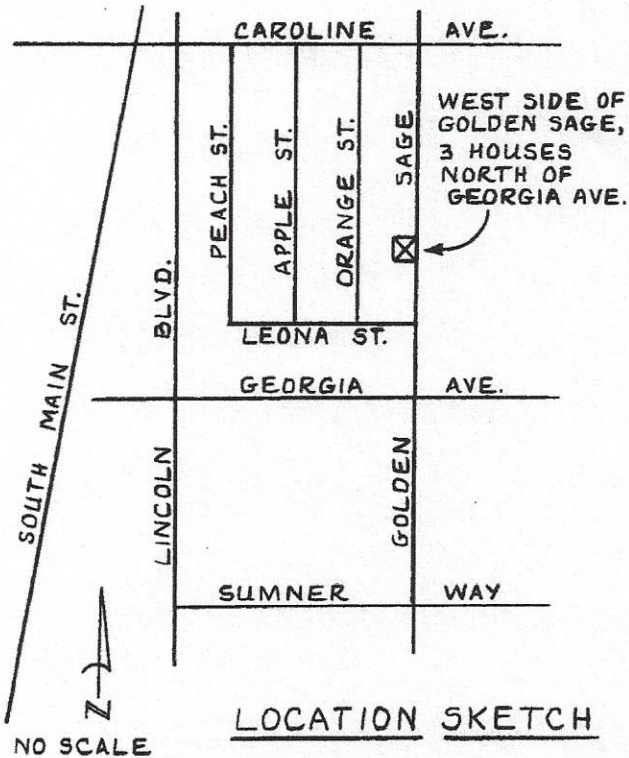 CAROLINE AVE.
WEST SIDE OF
GOLDEN SAGE,
3 HOUSES
NORTH OF
GEORGIA AVE.
PEACH ST.
APPLE ST.
ORANGE ST.
SAGE
SOUTH MAIN ST.
BLVD.
LEONA ST.
GEORGIA AVE.
LINCOLN
GOLDEN
SUMNER WAY
N
LOCATION SKETCH
NO SCALE